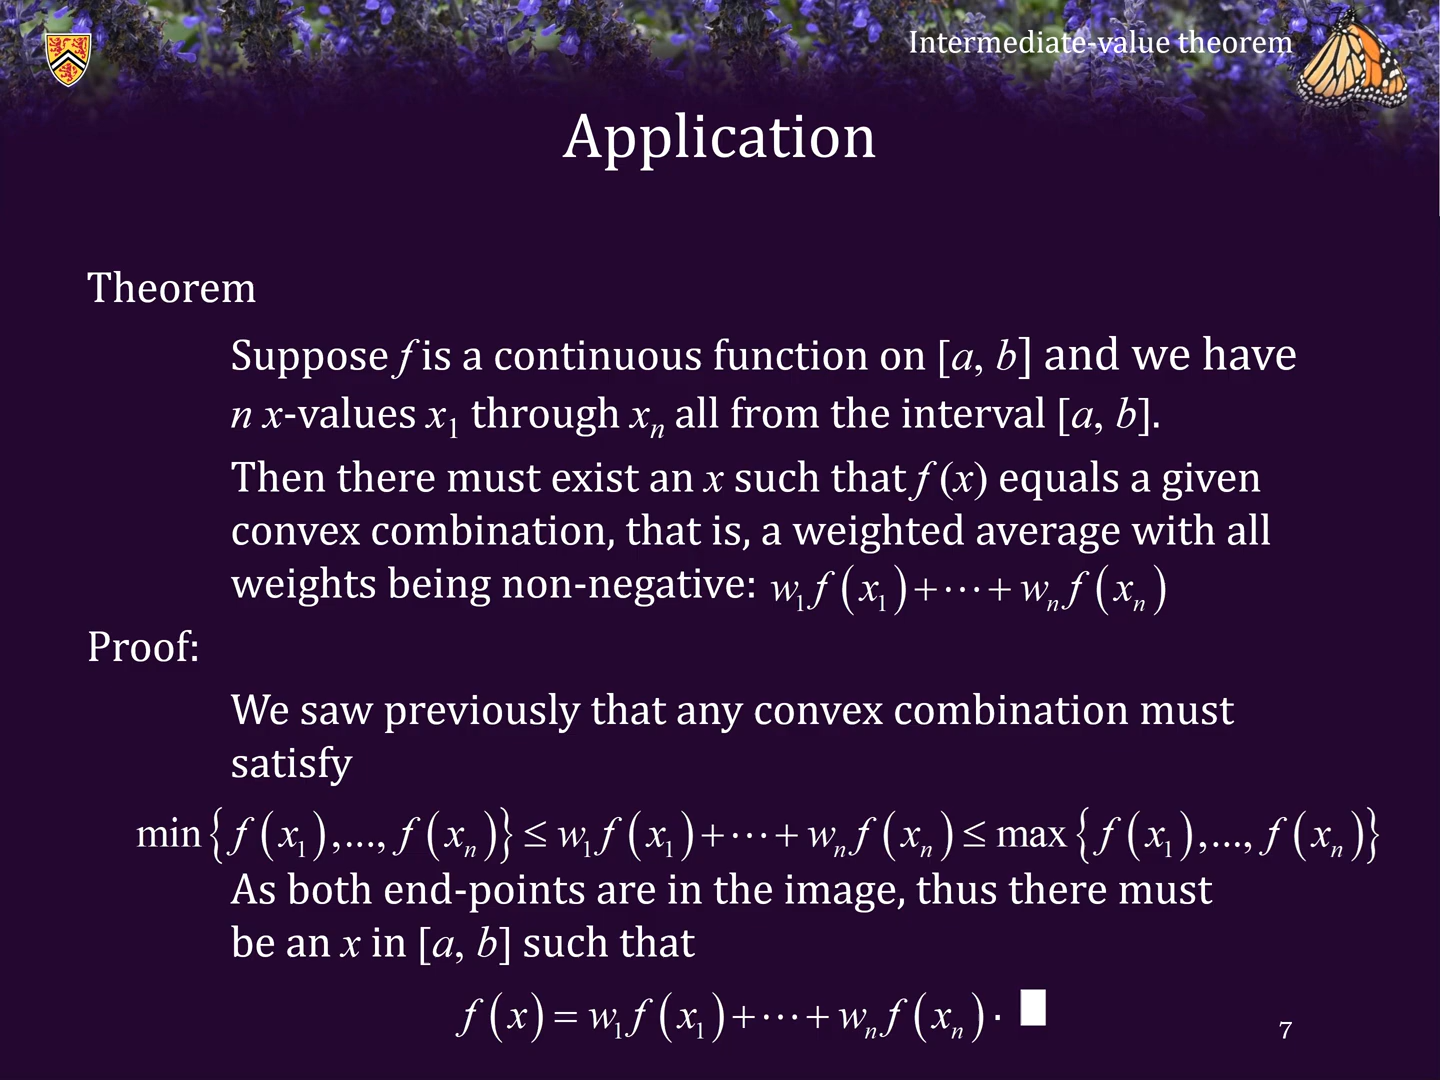 Intermediate-value theorem
Application
Theorem
Suppose f is a continuous function on [a, b] and we have
n x-values x₁ through xₙ all from the interval [a, b].
Then there must exist an x such that f (x) equals a given
convex combination, that is, a weighted average with all
weights being non-negative: w₁f(x₁)+⋯+wₙf(xₙ)
Proof:
We saw previously that any convex combination must
satisfy
min{f(x₁),..., f(xₙ)} ≤ w₁f(x₁)+⋯+wₙf(xₙ) ≤ max{f(x₁),..., f(xₙ)}
As both end-points are in the image, thus there must
be an x in [a, b] such that
f(x) = w₁f(x₁)+⋯+wₙf(xₙ). ■
7